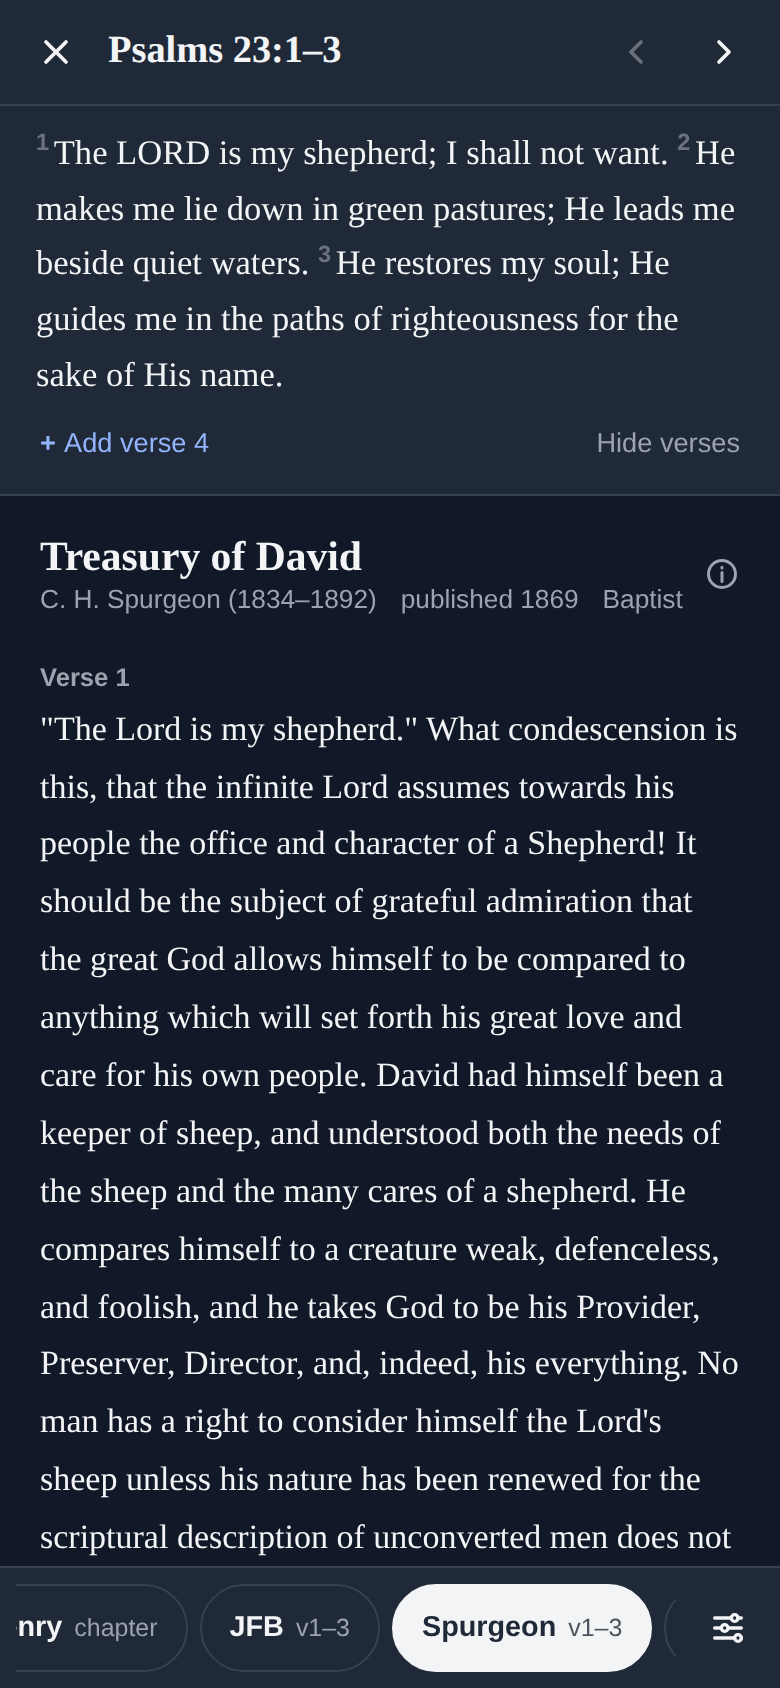 Psalms 23:1–3
1 The LORD is my shepherd; I shall not want. 2 He
makes me lie down in green pastures; He leads me
beside quiet waters. 3 He restores my soul; He
guides me in the paths of righteousness for the
sake of His name.
+ Add verse 4 Hide verses
Treasury of David
C. H. Spurgeon (1834–1892) published 1869 Baptist
Verse 1
"The Lord is my shepherd." What condescension is
this, that the infinite Lord assumes towards his
people the office and character of a Shepherd! It
should be the subject of grateful admiration that
the great God allows himself to be compared to
anything which will set forth his great love and
care for his own people. David had himself been a
keeper of sheep, and understood both the needs of
the sheep and the many cares of a shepherd. He
compares himself to a creature weak, defenceless,
and foolish, and he takes God to be his Provider,
Preserver, Director, and, indeed, his everything. No
man has a right to consider himself the Lord's
sheep unless his nature has been renewed for the
scriptural description of unconverted men does not
nry chapter JFB v1–3 Spurgeon v1–3